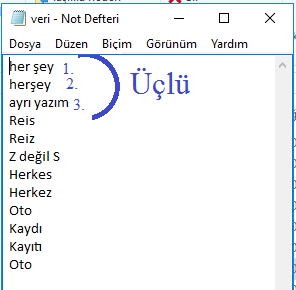 veri - Not Defteri
Dosya Düzen Biçim Görünüm Yardım
her şey 1.
herşey 2.
ayrı yazım 3.
Üçlü
Reis
Reiz
Z değil S
Herkes
Herkez
Oto
Kaydı
Kayıtı
Oto